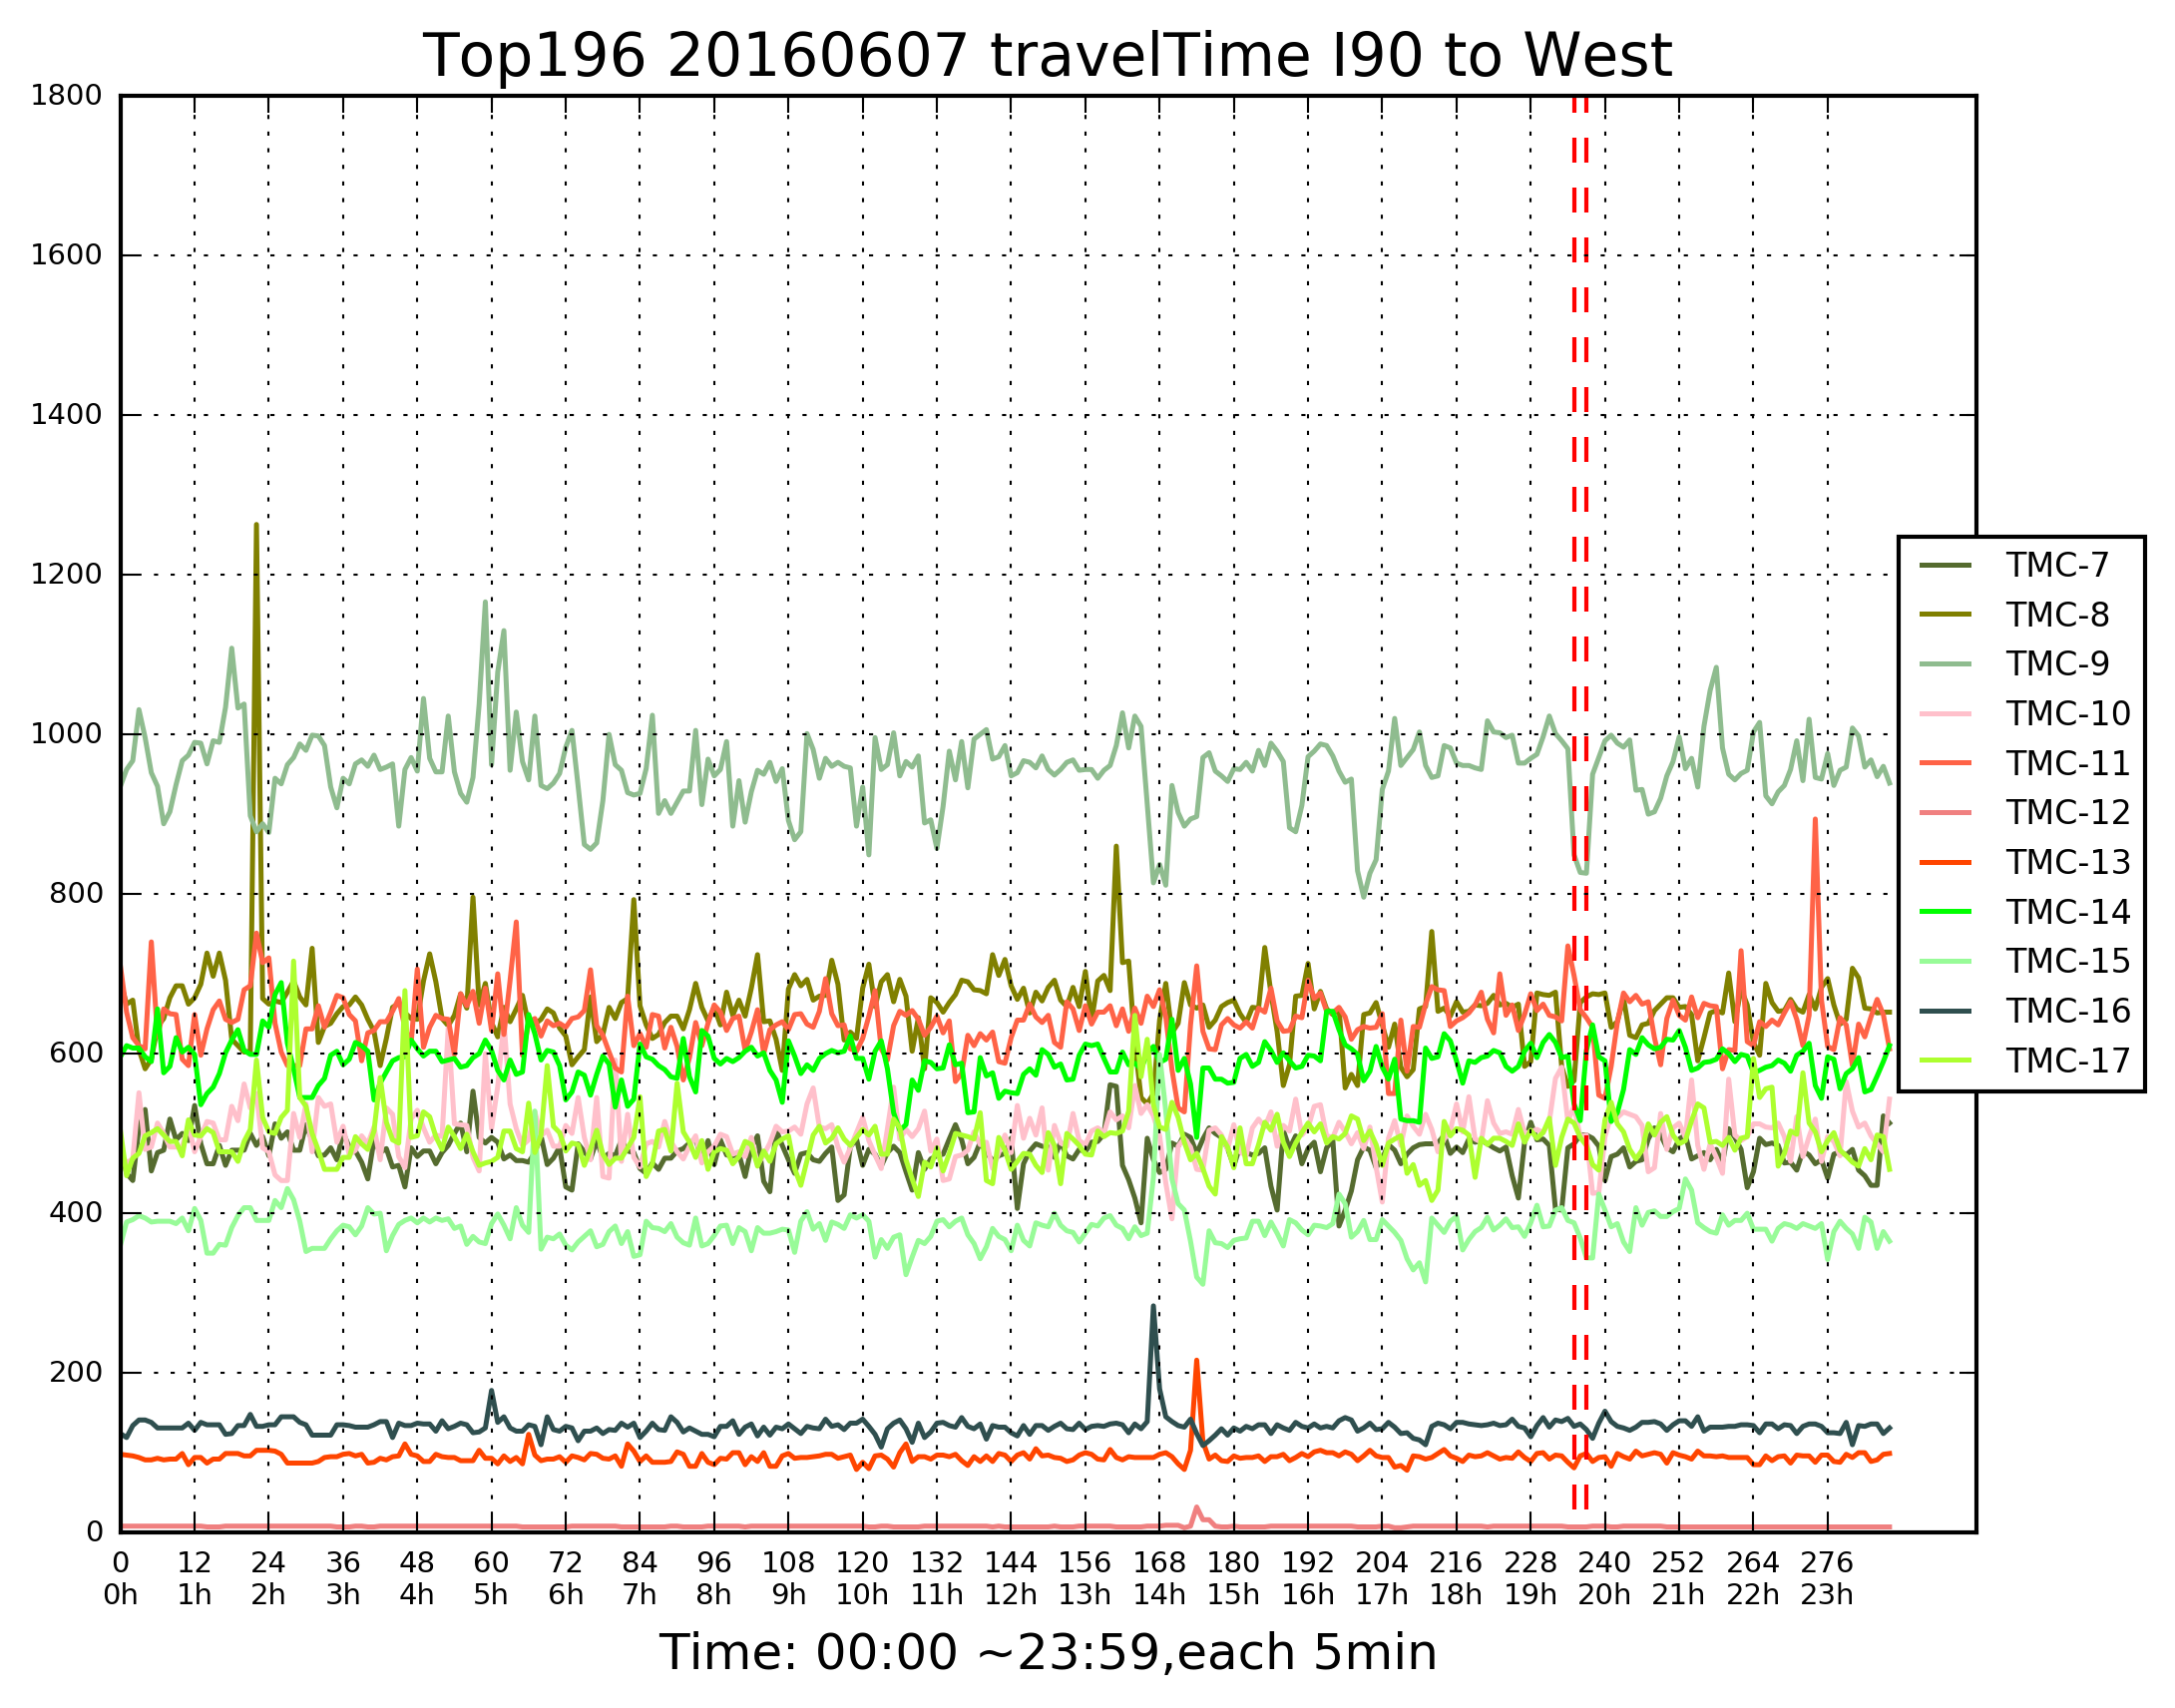 Top196 20160607 travelTime I90 to West
1800
1600
1400
1200
1000
800
600
400
200
0
TMC-7
TMC-8
TMC-9
TMC-10
TMC-11
TMC-12
TMC-13
TMC-14
TMC-15
TMC-16
TMC-17
0 12 24 36 48 60 72 84 96 108 120 132 144 156 168 180 192 204 216 228 240 252 264 276
0h 1h 2h 3h 4h 5h 6h 7h 8h 9h 10h 11h 12h 13h 14h 15h 16h 17h 18h 19h 20h 21h 22h 23h
Time: 00:00 ~23:59,each 5min